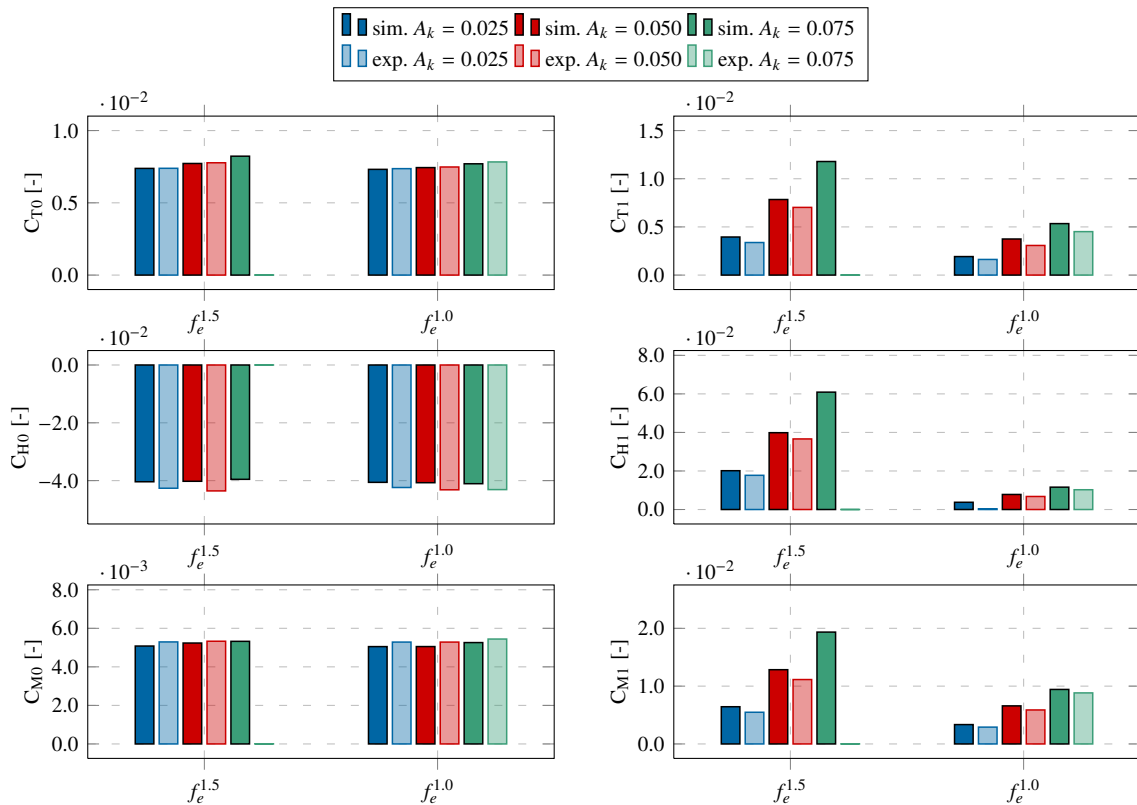 sim. A_k = 0.025 sim. A_k = 0.050 sim. A_k = 0.075
exp. A_k = 0.025 exp. A_k = 0.050 exp. A_k = 0.075
· 10⁻²
1.0
0.5
0.0
C_T0 [-]
f_e^1.5 f_e^1.0
· 10⁻²
1.5
1.0
0.5
0.0
C_T1 [-]
f_e^1.5 f_e^1.0
· 10⁻²
0.0
−2.0
−4.0
C_H0 [-]
f_e^1.5 f_e^1.0
· 10⁻²
8.0
6.0
4.0
2.0
0.0
C_H1 [-]
f_e^1.5 f_e^1.0
· 10⁻³
8.0
6.0
4.0
2.0
0.0
C_M0 [-]
f_e^1.5 f_e^1.0
· 10⁻²
2.0
1.0
0.0
C_M1 [-]
f_e^1.5 f_e^1.0